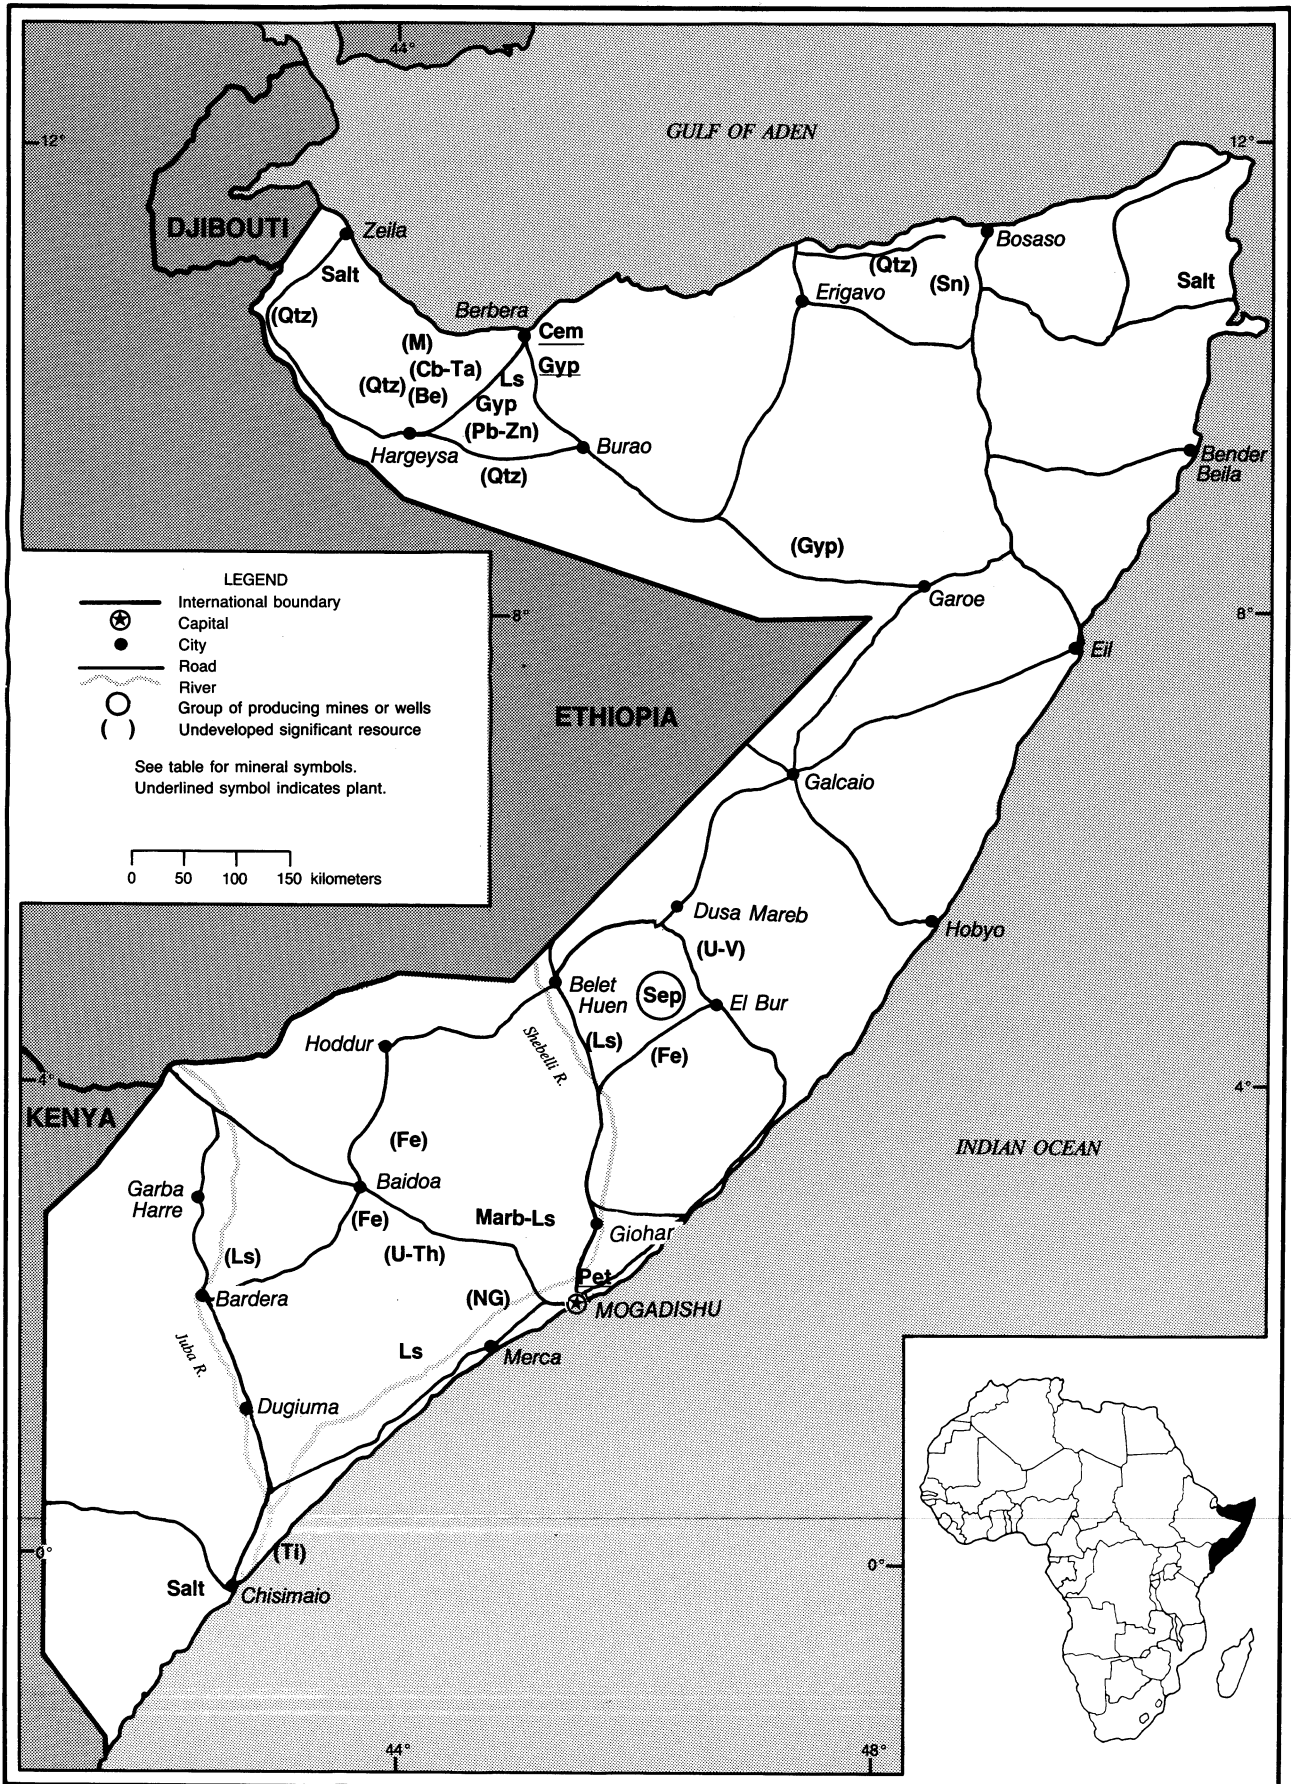 44°
GULF OF ADEN
12°
12°
DJIBOUTI
Zeila
Bosaso
(Qtz)
Salt
(Sn)
Salt
Erigavo
Berbera
(Qtz)
Cem
(M)
Gyp
(Cb-Ta)
Ls
(Qtz)
(Be)
Gyp
(Pb-Zn)
Hargeysa
Burao
Bender
Beila
(Qtz)
(Gyp)
Garoe
LEGEND
International boundary
Capital
City
Road
River
Group of producing mines or wells
( ) Undeveloped significant resource
See table for mineral symbols.
Underlined symbol indicates plant.
0 50 100 150 kilometers
8°
8°
Eil
ETHIOPIA
Galcaio
Dusa Mareb
Hobyo
(U-V)
Belet
Huen
Sep
El Bur
Hoddur
Shebelli R.
(Ls)
(Fe)
4°
4°
KENYA
(Fe)
INDIAN OCEAN
Garba
Harre
Baidoa
(Fe)
Marb-Ls
Giohar
(Ls)
(U-Th)
Pet
Bardera
(NG)
MOGADISHU
Juba R.
Ls
Merca
Dugiuma
0°
(Ti)
0°
Salt
Chisimaio
44°
48°